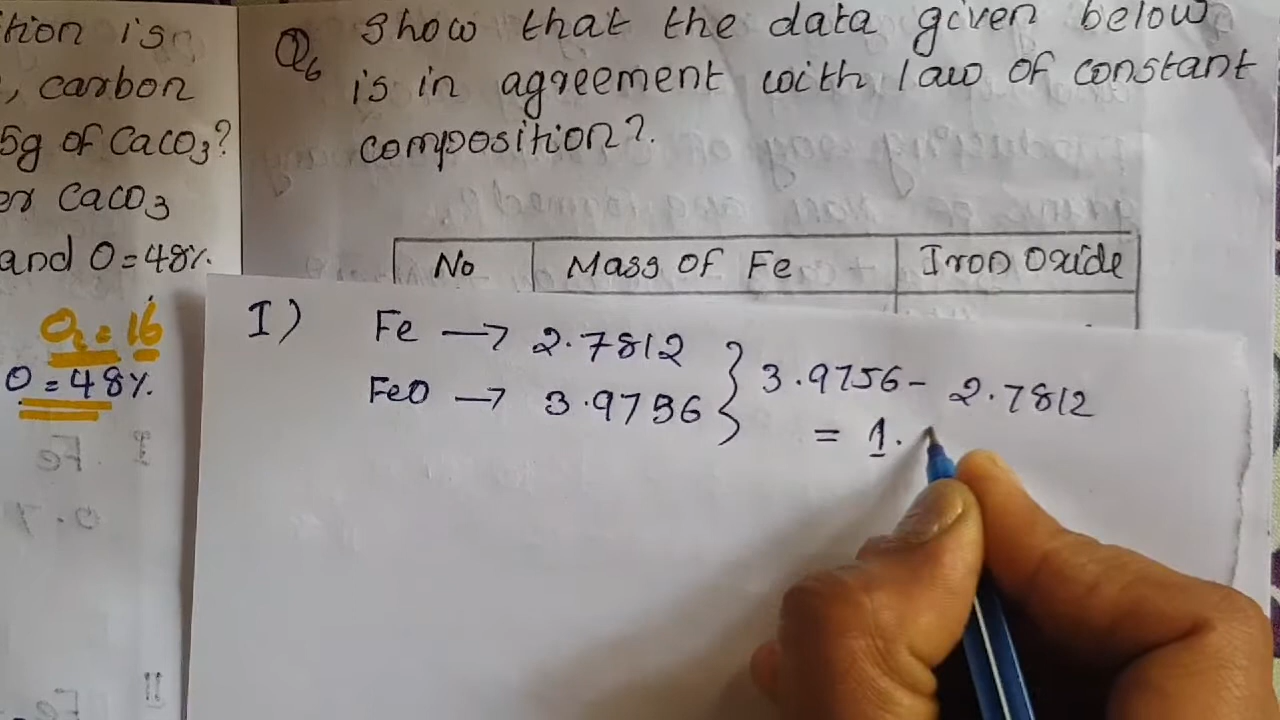 tion is
, carbon
5g of CaCO3?
er CaCO3
and O=48%.
O2 = 16
O = 48%.
Q6 Show that the data given below
is in agreement with law of constant
composition?.
No Mass of Fe Iron Oxide
I) Fe → 2.7812
FeO → 3.9756
} 3.9756 - 2.7812
= 1.